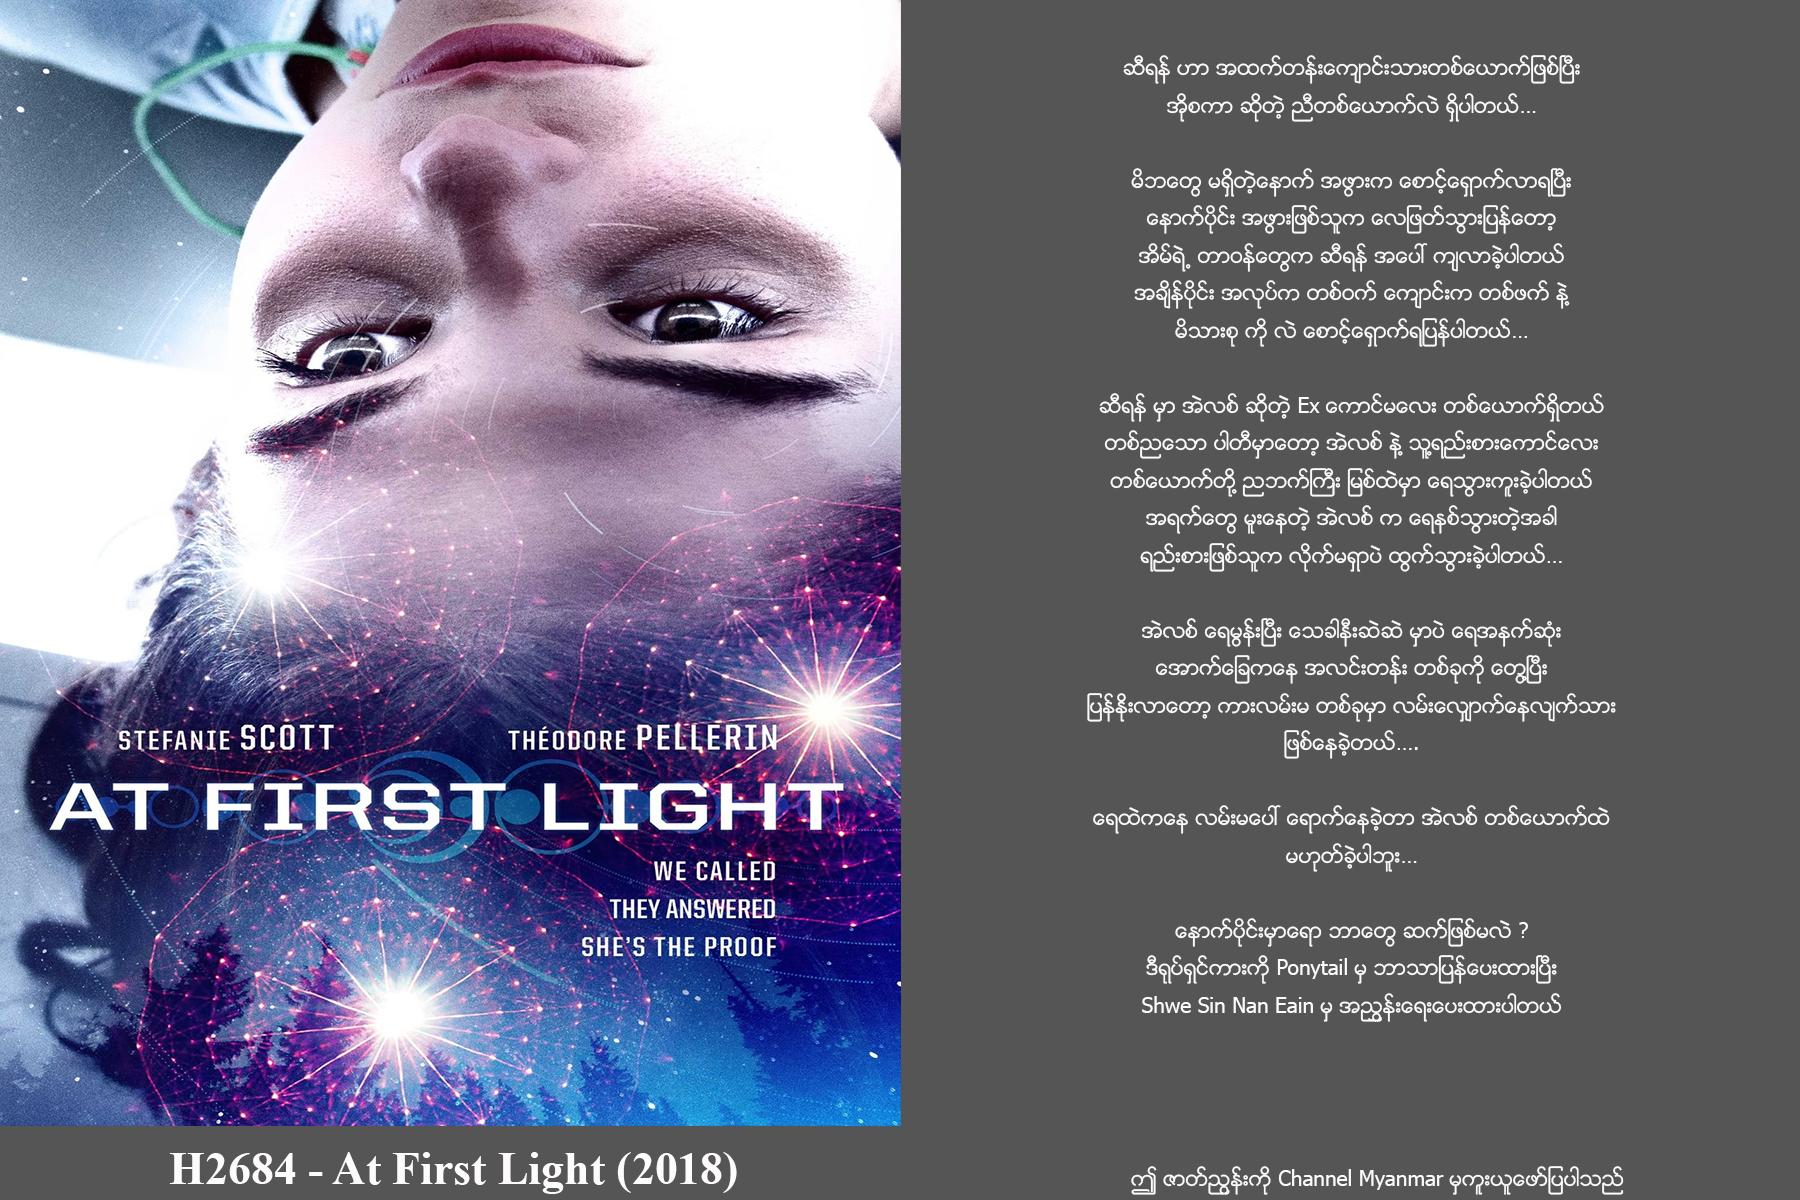 STEFANIE SCOTT
THÉODORE PELLERIN
AT FIRST LIGHT
WE CALLED
THEY ANSWERED
SHE'S THE PROOF
H2684 - At First Light (2018)
ဆီရန် ဟာ အထက်တန်းကျောင်းသားတစ်ယောက်ဖြစ်ပြီး
အိုစကာ ဆိုတဲ့ ညီတစ်ယောက်လဲ ရှိပါတယ်...
မိဘတွေ မရှိတဲ့နောက် အဖွားက စောင့်ရှောက်လာရပြီး
နောက်ပိုင်း အဖွားဖြစ်သူက လေဖြတ်သွားပြန်တော့
အိမ်ရဲ့ တာဝန်တွေက ဆီရန် အပေါ် ကျလာခဲ့ပါတယ်
အချိန်ပိုင်း အလုပ်က တစ်ဝက် ကျောင်းက တစ်ဖက် နဲ့
မိသားစု ကို လဲ စောင့်ရှောက်ရပြန်ပါတယ်...
ဆီရန် မှာ အဲလစ် ဆိုတဲ့ Ex ကောင်မလေး တစ်ယောက်ရှိတယ်
တစ်ညသော ပါတီမှာတော့ အဲလစ် နဲ့ သူ့ရည်းစားကောင်လေး
တစ်ယောက်တို့ ညဘက်ကြီး မြစ်ထဲမှာ ရေသွားကူးခဲ့ပါတယ်
အရက်တွေ မူးနေတဲ့ အဲလစ် က ရေနစ်သွားတဲ့အခါ
ရည်းစားဖြစ်သူက လိုက်မရှာပဲ ထွက်သွားခဲ့ပါတယ်...
အဲလစ် ရေမွန်းပြီး သေခါနီးဆဲဆဲ မှာပဲ ရေအနက်ဆုံး
အောက်ခြေကနေ အလင်းတန်း တစ်ခုကို တွေ့ပြီး
ပြန်နိုးလာတော့ ကားလမ်းမ တစ်ခုမှာ လမ်းလျှောက်နေလျက်သား
ဖြစ်နေခဲ့တယ်....
ရေထဲကနေ လမ်းမပေါ် ရောက်နေခဲ့တာ အဲလစ် တစ်ယောက်ထဲ
မဟုတ်ခဲ့ပါဘူး...
နောက်ပိုင်းမှာရော ဘာတွေ ဆက်ဖြစ်မလဲ ?
ဒီရုပ်ရှင်ကားကို Ponytail မှ ဘာသာပြန်ပေးထားပြီး
Shwe Sin Nan Eain မှ အညွှန်းရေးပေးထားပါတယ်
ဤ ဇာတ်ညွှန်းကို Channel Myanmar မှကူးယူဖော်ပြပါသည်